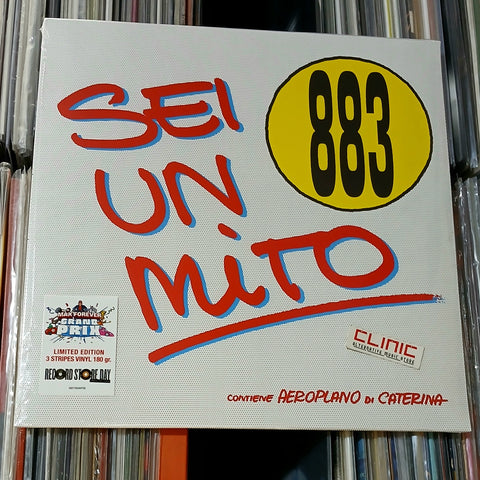 SEI
UN
MITO
883
MAX FOREVER
GRAND
PRIX
LIMITED EDITION
3 STRIPES VINYL 180 gr.
RECORD STORE DAY
CLINIC
ALTERNATIVE MUSIC STORE
CONTIENE AEROPLANO DI CATERINA